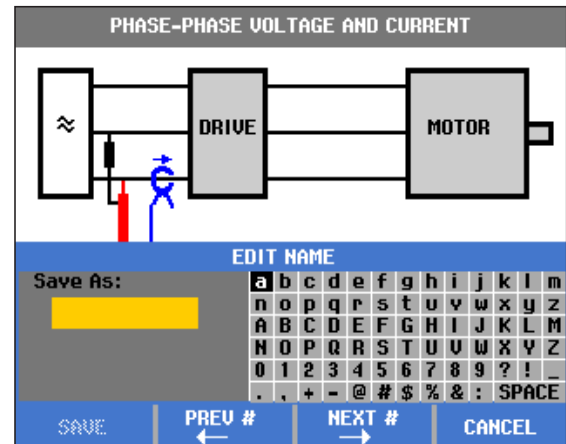 PHASE-PHASE VOLTAGE AND CURRENT
≈ DRIVE MOTOR
EDIT NAME
Save As:
a b c d e f g h i j k l m
n o p q r s t u v w x y z
A B C D E F G H I J K L M
N O P Q R S T U V W X Y Z
0 1 2 3 4 5 6 7 8 9 ? ! _
. , + - @ # $ % & : SPACE
SAVE PREV # NEXT # CANCEL